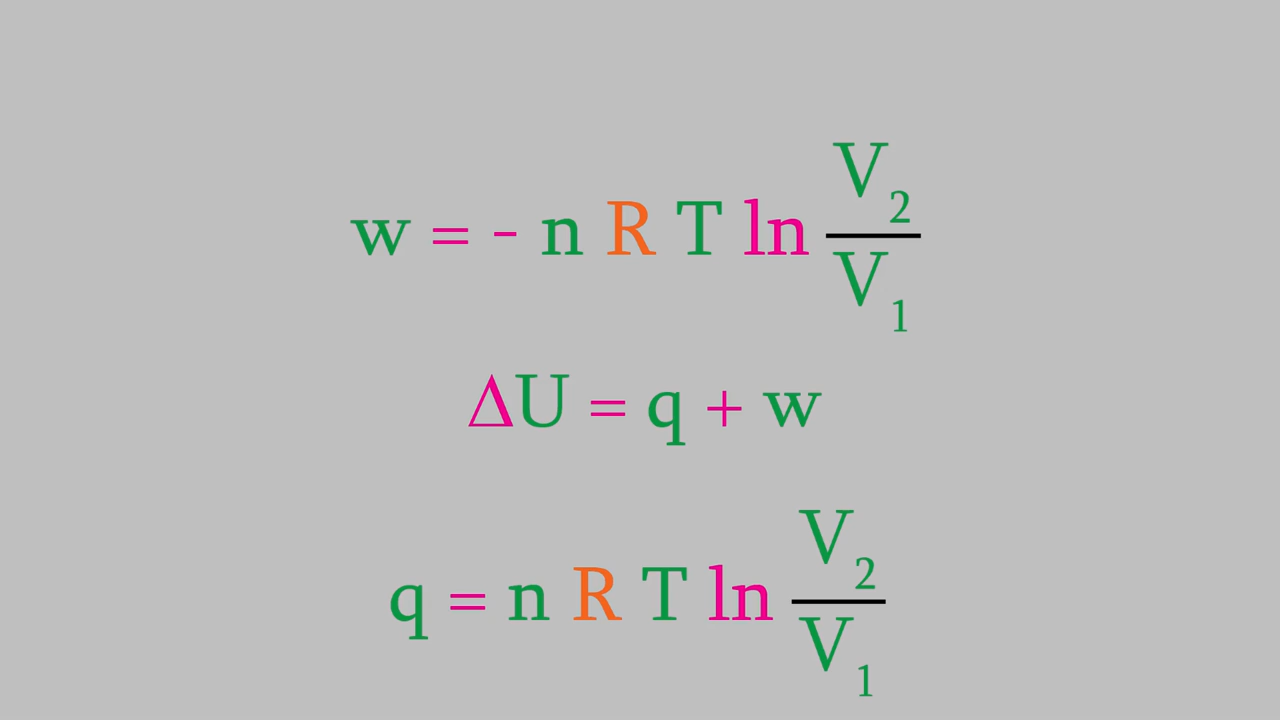 w = - n R T ln V₂/V₁
ΔU = q + w
q = n R T ln V₂/V₁